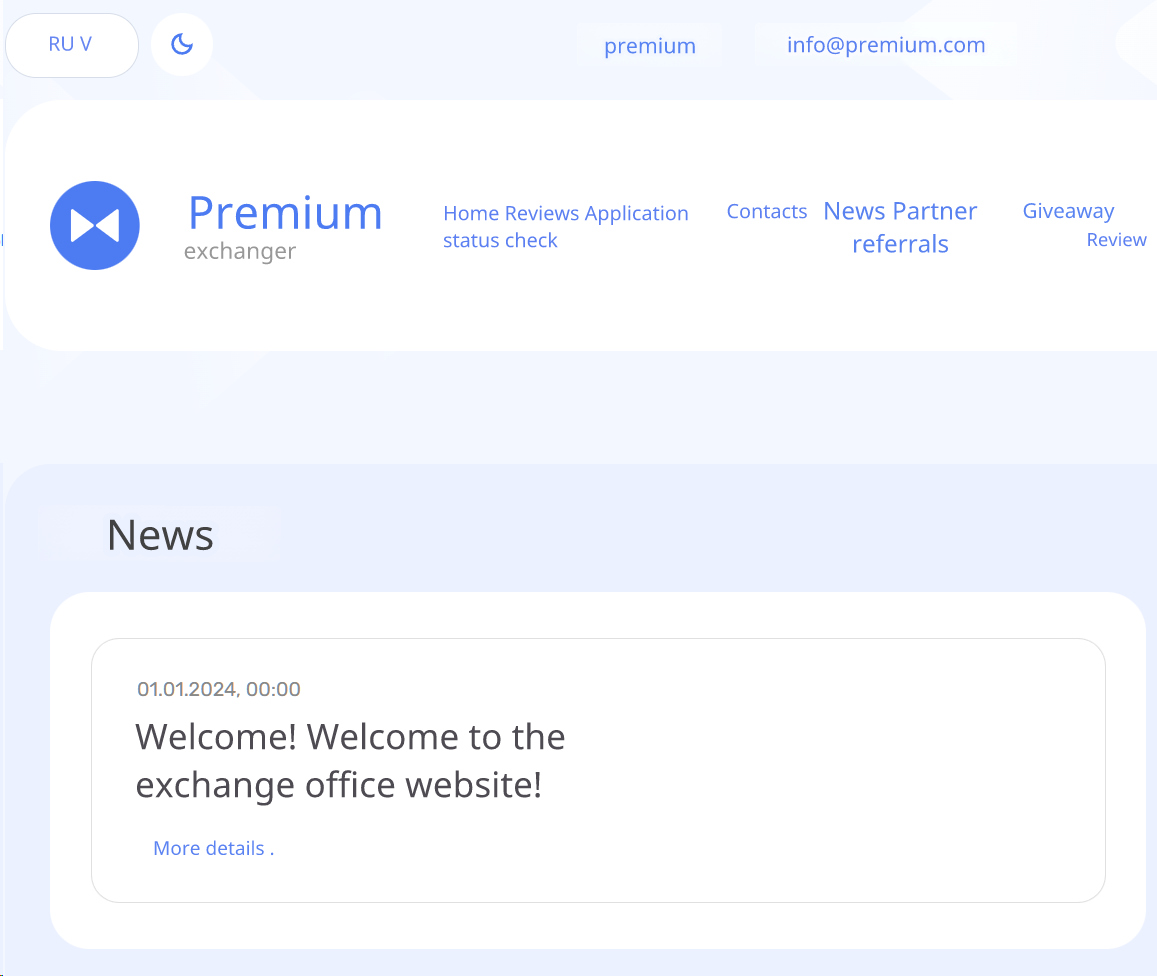 RU V
premium
info@premium.com
Premium
exchanger
Home Reviews Application
status check
Contacts
News Partner
referrals
Giveaway
Review
News
01.01.2024, 00:00
Welcome! Welcome to the
exchange office website!
More details .